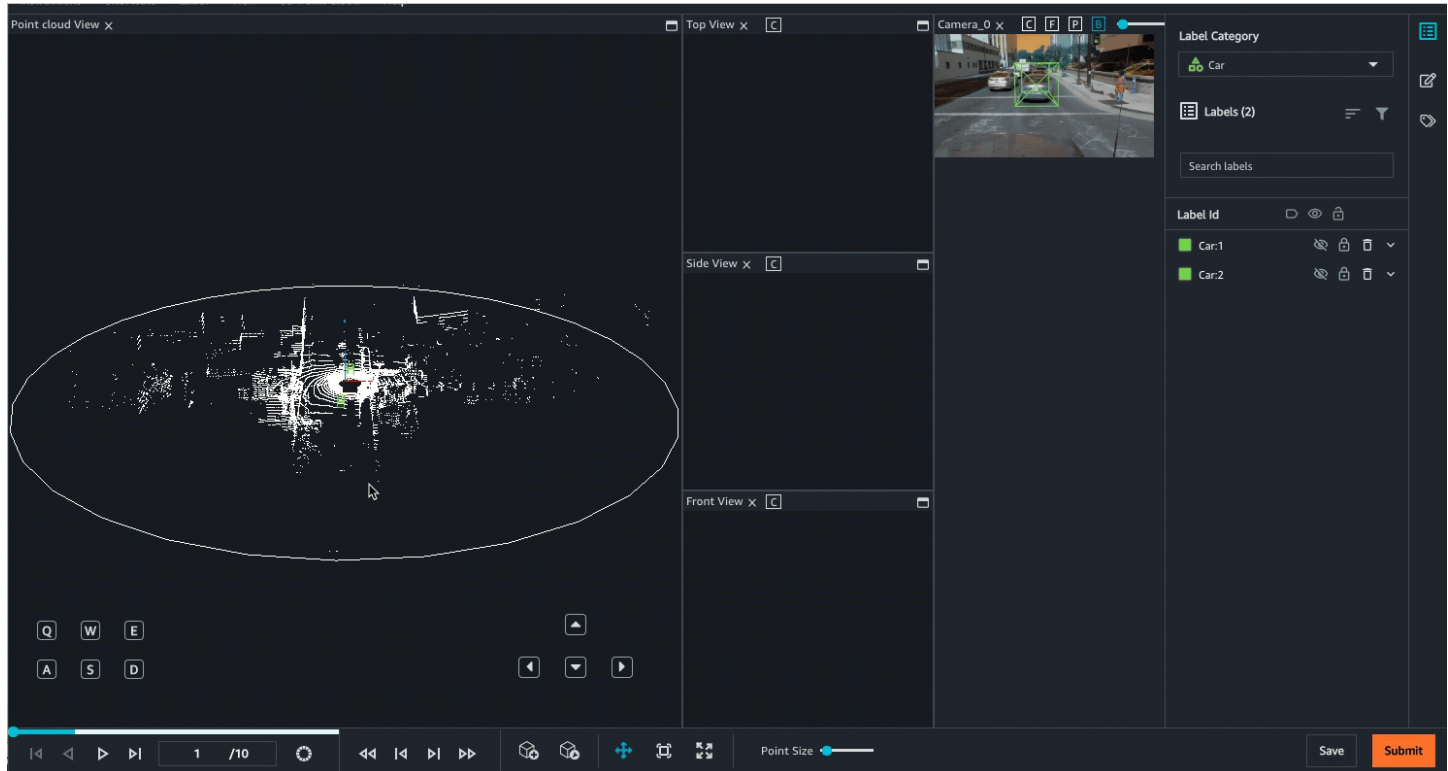 Point cloud View
Top View C
Camera_0 C F P B
Side View C
Front View C
Q W E
A S D
Label Category
Car
Labels (2)
Search labels
Label Id
Car:1
Car:2
1 /10
Point Size
Save
Submit